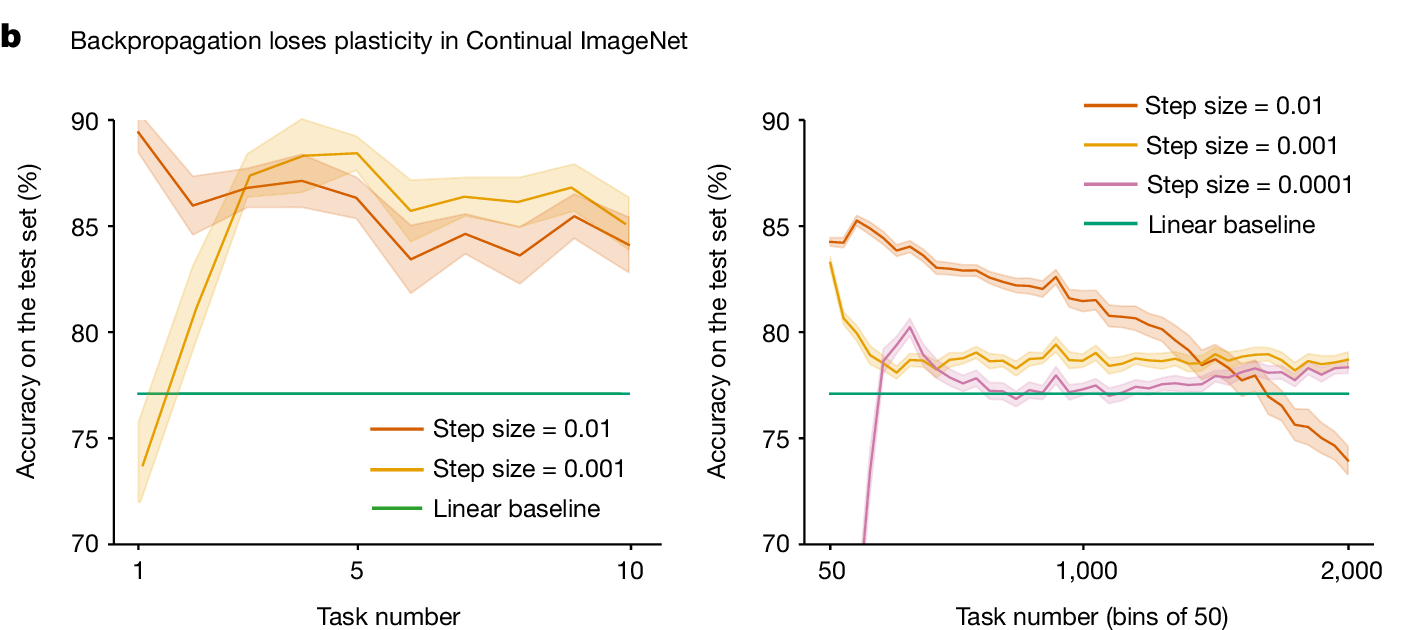 b Backpropagation loses plasticity in Continual ImageNet
Accuracy on the test set (%)
90
85
80
75
70
Step size = 0.01
Step size = 0.001
Linear baseline
1
5
10
Task number
Accuracy on the test set (%)
90
85
80
75
70
Step size = 0.01
Step size = 0.001
Step size = 0.0001
Linear baseline
50
1,000
2,000
Task number (bins of 50)